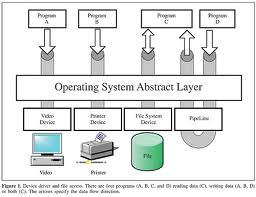 Program
A
Program
B
Program
C
Program
D
Operating System Abstract Layer
Video
Device
Printer
Device
File System
Device
PipeLine
Video
Printer
File
Figure 1. Device driver and file access. There are four programs (A, B, C, and D) reading data (C), writing data (A, B, D)
or both (C). The arrows specify the data flow direction.